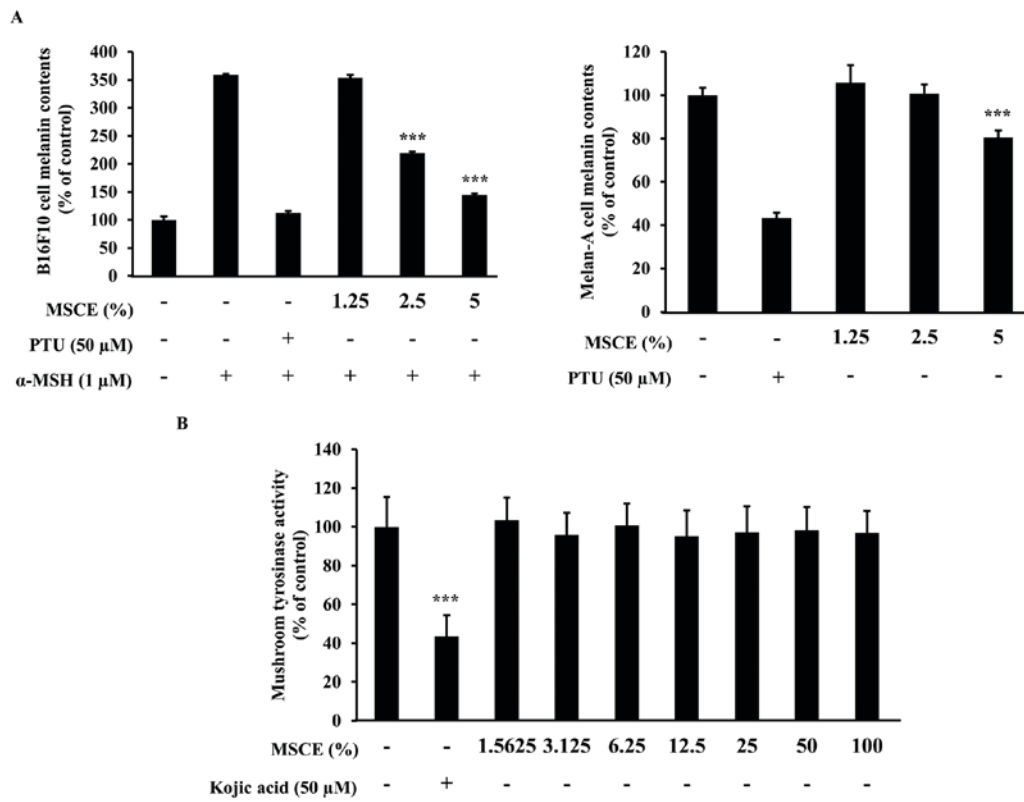 A
B16F10 cell melanin contents
(% of control)
400
350
300
250
200
150
100
50
0
*** ***
MSCE (%) - - - 1.25 2.5 5
PTU (50 µM) - - + - - -
α-MSH (1 µM) - + + + + +
Melan-A cell melanin contents
(% of control)
120
100
80
60
40
20
0
***
MSCE (%) - - 1.25 2.5 5
PTU (50 µM) - + - - -
B
Mushroom tyrosinase activity
(% of control)
140
120
100
80
60
40
20
0
***
MSCE (%) - - 1.5625 3.125 6.25 12.5 25 50 100
Kojic acid (50 µM) - + - - - - - - -